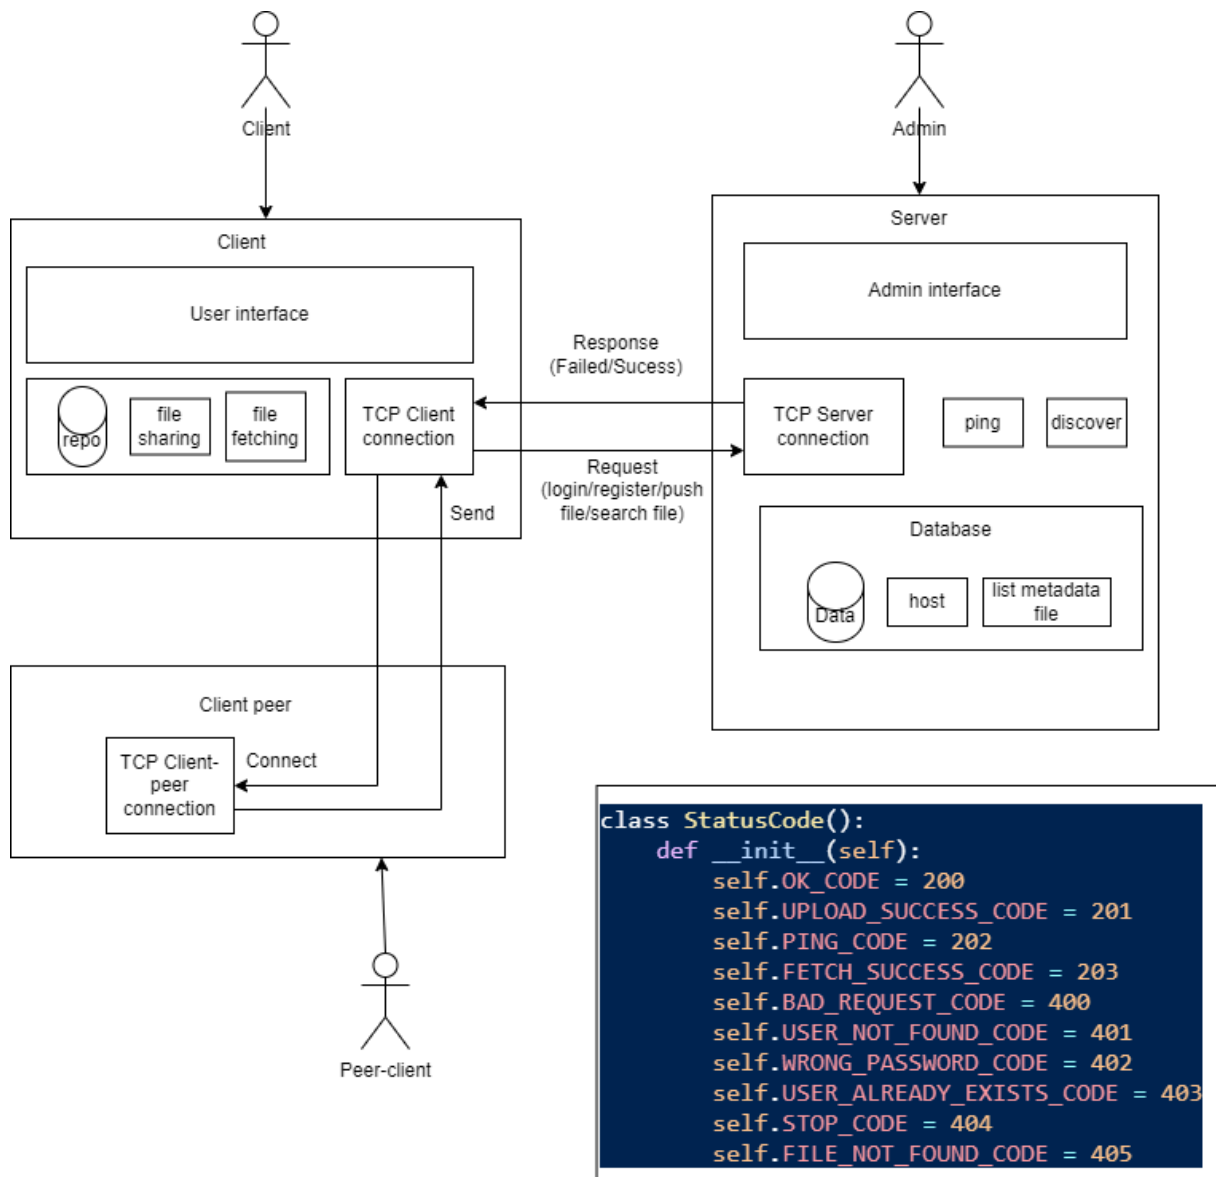 Client
Admin
Client
User interface
repo
file
sharing
file
fetching
TCP Client
connection
Response
(Failed/Sucess)
Request
(login/register/push
file/search file)
Send
Server
Admin interface
TCP Server
connection
ping
discover
Database
Data
host
list metadata
file
Client peer
TCP Client-
peer
connection
Connect
Peer-client
class StatusCode():
    def __init__(self):
        self.OK_CODE = 200
        self.UPLOAD_SUCCESS_CODE = 201
        self.PING_CODE = 202
        self.FETCH_SUCCESS_CODE = 203
        self.BAD_REQUEST_CODE = 400
        self.USER_NOT_FOUND_CODE = 401
        self.WRONG_PASSWORD_CODE = 402
        self.USER_ALREADY_EXISTS_CODE = 403
        self.STOP_CODE = 404
        self.FILE_NOT_FOUND_CODE = 405